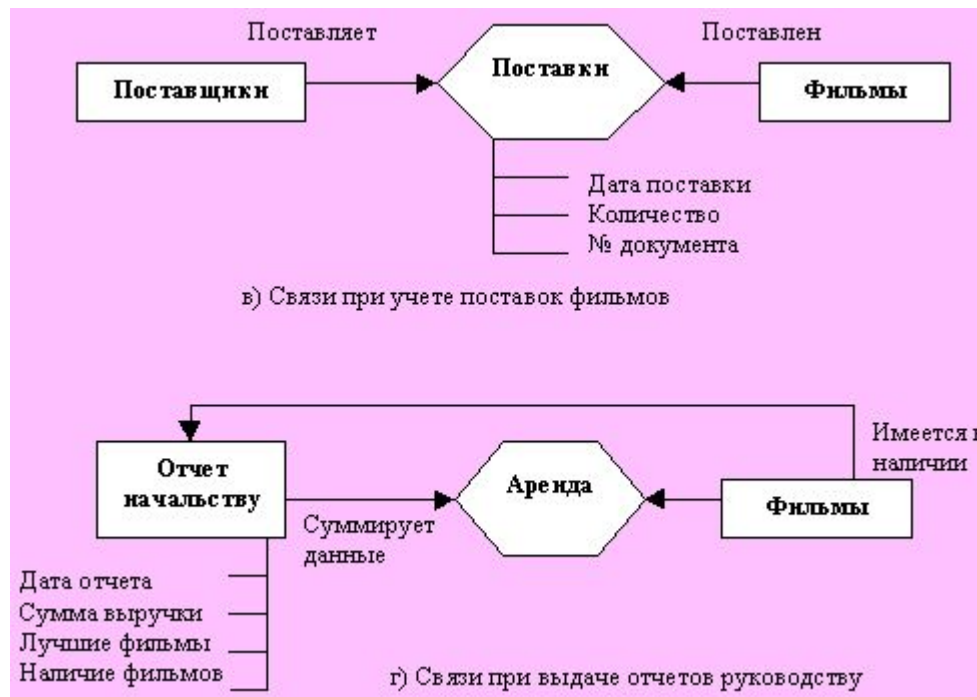 Поставляет
Поставлен
Поставщики
Поставки
Фильмы
Дата поставки
Количество
№ документа
в) Связи при учете поставок фильмов
Имеется
наличии
Отчет
начальству
Аренда
Фильмы
Суммирует
данные
Дата отчета
Сумма выручки
Лучшие фильмы
Наличие фильмов
г) Связи при выдаче отчетов руководству